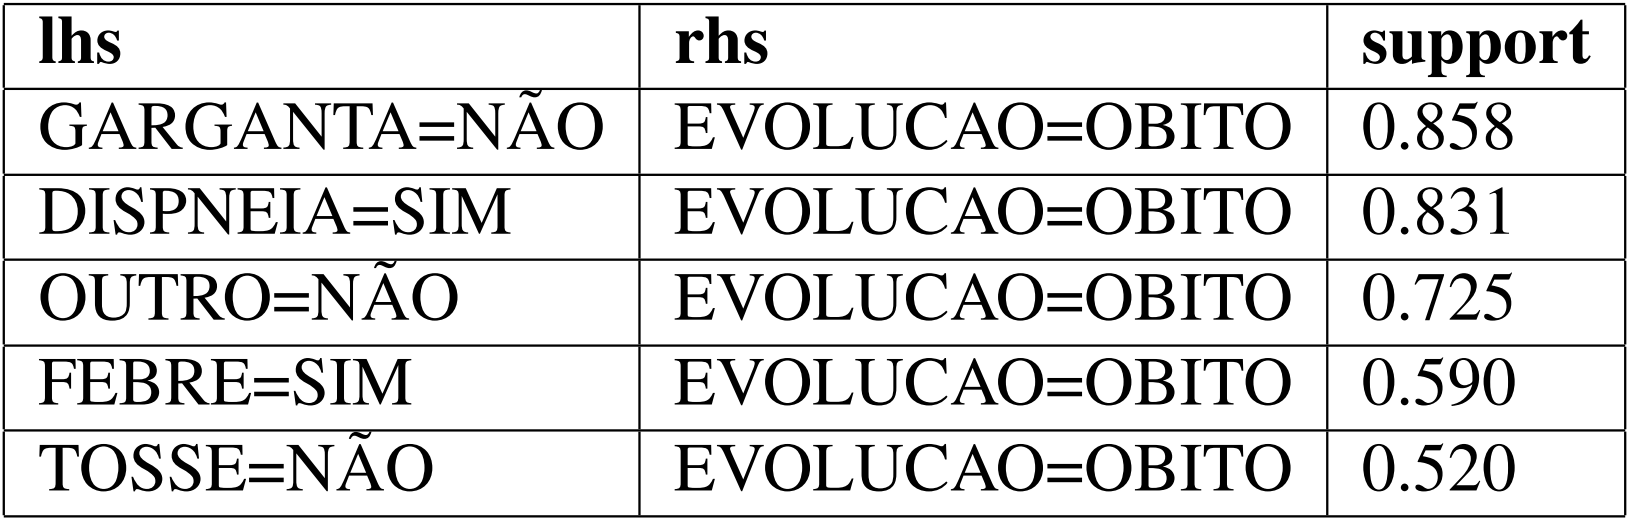 lhs rhs support
GARGANTA=NÃO EVOLUCAO=OBITO 0.858
DISPNEIA=SIM EVOLUCAO=OBITO 0.831
OUTRO=NÃO EVOLUCAO=OBITO 0.725
FEBRE=SIM EVOLUCAO=OBITO 0.590
TOSSE=NÃO EVOLUCAO=OBITO 0.520